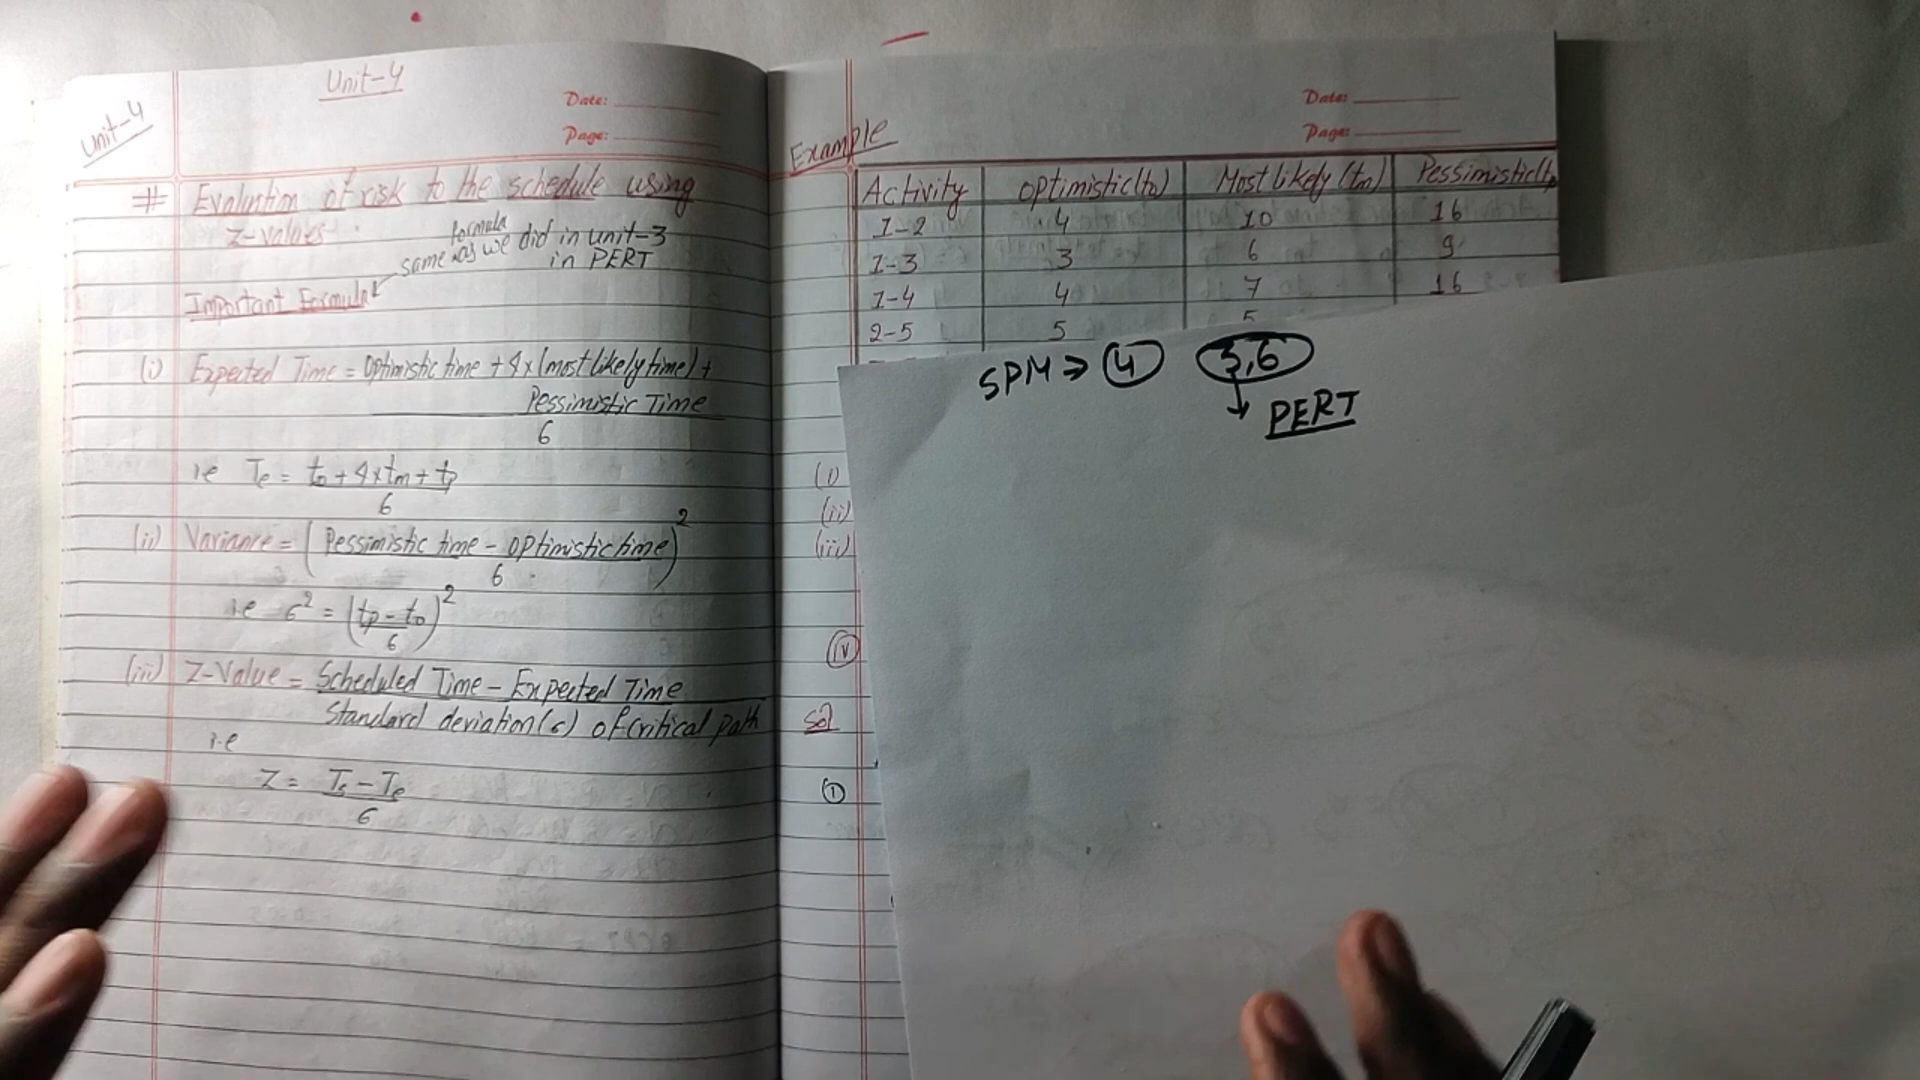 Unit-4
Unit-4
Date:
Page:
# Evaluation of risk to the schedule using
Z-values
formula
same as we did in unit-3
in PERT
Important Formula
(i) Expected Time = Optimistic time + 4x(most likely time) +
Pessimistic Time
6
ie Te = to + 4xtm + tp
6
(ii) Variance = (Pessimistic time - optimistic time)2
6
i.e σ2 = (tp - to)2
6
(iii) Z-Value = Scheduled Time - Expected Time
Standard deviation(σ) of critical path
i.e
Z = Ts - Te
σ
Date:
Page:
Example
Activity optimistic(to) Most likely (tm) Pessimistic(tp
1-2 4 10 16
1-3 3 6 9
1-4 4 7 16
2-5 5 5
SPM → 4 3,6
PERT
(i)
(ii)
(iii)
(iv)
Sol
(i)